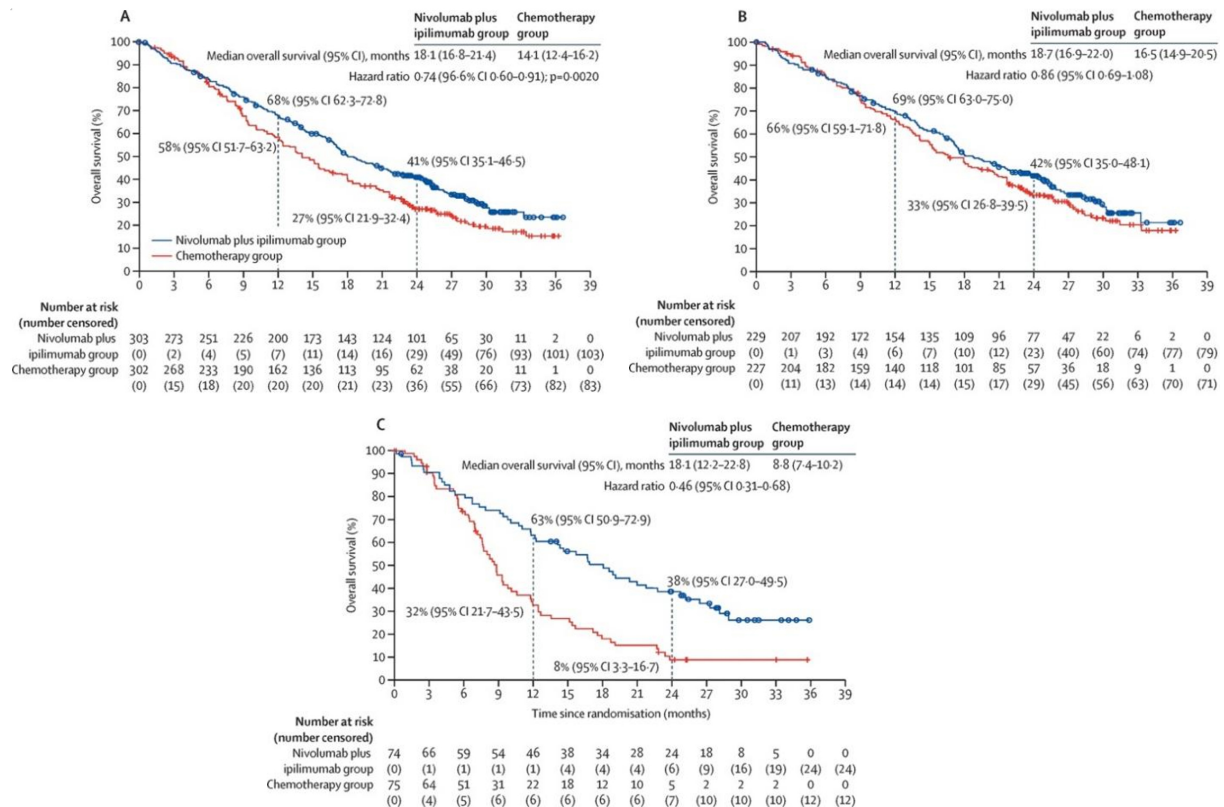 A
Nivolumab plus Chemotherapy
ipilimumab group group
Median overall survival (95% CI), months 18·1 (16·8–21·4) 14·1 (12·4–16·2)
Hazard ratio 0·74 (96·6% CI 0·60–0·91); p=0·0020
Overall survival (%)
100
90
80
70
60
50
40
30
20
10
0
68% (95% CI 62·3–72·8)
58% (95% CI 51·7–63·2)
41% (95% CI 35·1–46·5)
27% (95% CI 21·9–32·4)
Nivolumab plus ipilimumab group
Chemotherapy group
0 3 6 9 12 15 18 21 24 27 30 33 36 39
Number at risk
(number censored)
Nivolumab plus 303 273 251 226 200 173 143 124 101 65 30 11 2 0
ipilimumab group (0) (2) (4) (5) (7) (11) (14) (16) (29) (49) (76) (93) (101) (103)
Chemotherapy group 302 268 233 190 162 136 113 95 62 38 20 11 1 0
(0) (15) (18) (20) (20) (20) (21) (23) (36) (55) (66) (73) (82) (83)
B
Nivolumab plus Chemotherapy
ipilimumab group group
Median overall survival (95% CI), months 18·7 (16·9–22·0) 16·5 (14·9–20·5)
Hazard ratio 0·86 (95% CI 0·69–1·08)
Overall survival (%)
100
90
80
70
60
50
40
30
20
10
0
69% (95% CI 63·0–75·0)
66% (95% CI 59·1–71·8)
42% (95% CI 35·0–48·1)
33% (95% CI 26·8–39·5)
0 3 6 9 12 15 18 21 24 27 30 33 36 39
Number at risk
(number censored)
Nivolumab plus 229 207 192 172 154 135 109 96 77 47 22 6 2 0
ipilimumab group (0) (1) (3) (4) (6) (7) (10) (12) (23) (40) (60) (74) (77) (79)
Chemotherapy group 227 204 182 159 140 118 101 85 57 36 18 9 1 0
(0) (11) (13) (14) (14) (14) (15) (17) (29) (45) (56) (63) (70) (71)
C
Nivolumab plus Chemotherapy
ipilimumab group group
Median overall survival (95% CI), months 18·1 (12·2–22·8) 8·8 (7·4–10·2)
Hazard ratio 0·46 (95% CI 0·31–0·68)
Overall survival (%)
100
90
80
70
60
50
40
30
20
10
0
63% (95% CI 50·9–72·9)
32% (95% CI 21·7–43·5)
38% (95% CI 27·0–49·5)
8% (95% CI 3·3–16·7)
0 3 6 9 12 15 18 21 24 27 30 33 36 39
Time since randomisation (months)
Number at risk
(number censored)
Nivolumab plus 74 66 59 54 46 38 34 28 24 18 8 5 0 0
ipilimumab group (0) (1) (1) (1) (1) (4) (4) (4) (6) (9) (16) (19) (24) (24)
Chemotherapy group 75 64 51 31 22 18 12 10 5 2 2 2 0 0
(0) (4) (5) (6) (6) (6) (6) (6) (7) (10) (10) (10) (12) (12)